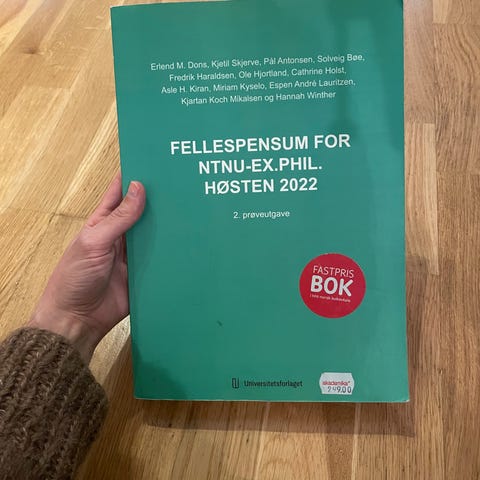 Erlend M. Dons, Kjetil Skjerve, Pål Antonsen, Solveig Bøe,
Fredrik Haraldsen, Ole Hjortland, Cathrine Holst,
Asle H. Kiran, Miriam Kyselo, Espen André Lauritzen,
Kjartan Koch Mikalsen og Hannah Winther
FELLESPENSUM FOR
NTNU-EX.PHIL.
HØSTEN 2022
2. prøveutgave
FASTPRIS
BOK
Universitetsforlaget
akademika
249.00